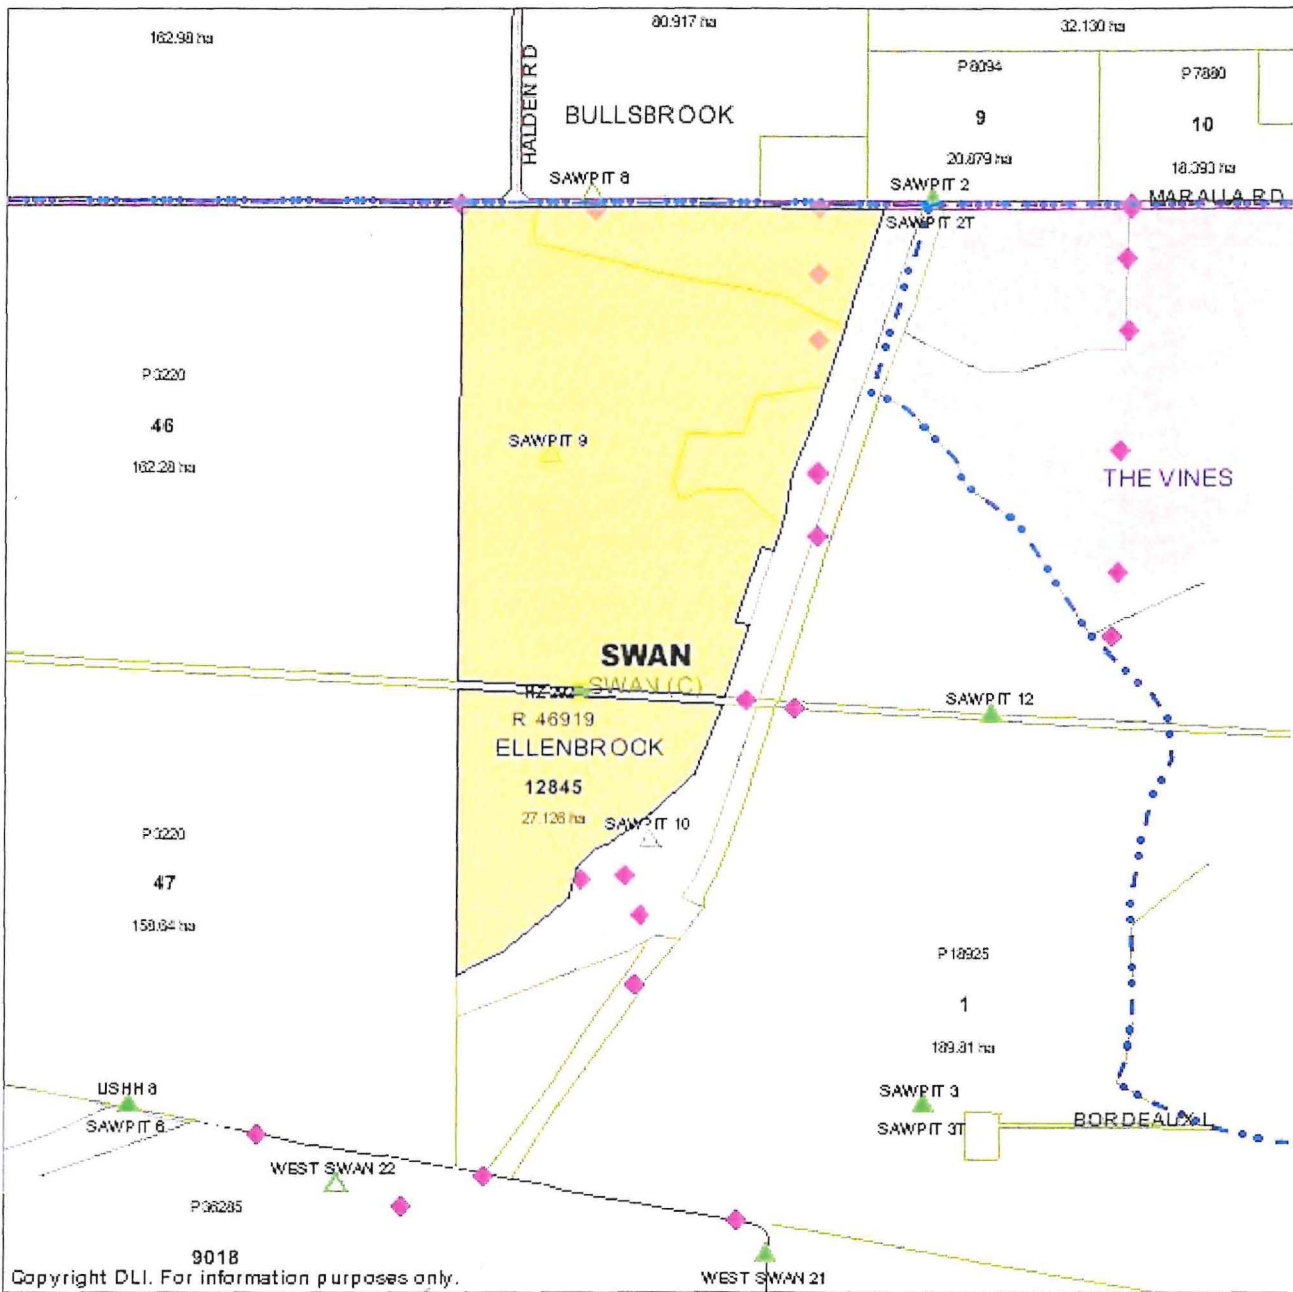 162.98 ha
80.917 ha
32.130 ha
HALDEN RD
BULLSBROOK
P8094
9
20.879 ha
P7880
10
18.393 ha
SAWPIT 8
SAWPIT 2
MARALLA RD
SAWPIT 2T
P3220
46
162.28 ha
SAWPIT 9
THE VINES
SWAN
SWAN (C)
R 46919
ELLENBROCK
12845
27.126 ha
SAWPIT 12
SAWPIT 10
P3220
47
158.64 ha
P18925
1
189.81 ha
USHH 8
SAWPIT 6
SAWPIT 3
SAWPIT 3T
BORDEAUX L
WEST SWAN 22
P36285
9018
WEST SWAN 21
Copyright DLI. For information purposes only.